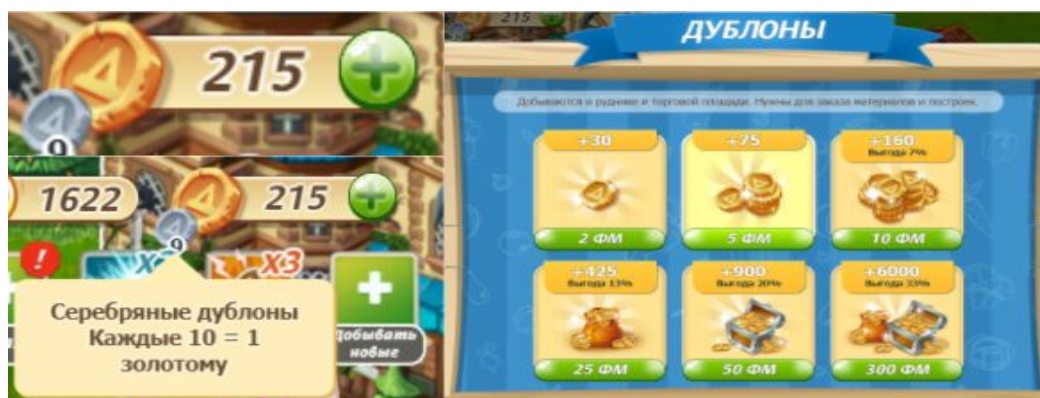 215
9
1622
215
9
X3
Серебряные дублоны
Каждые 10 = 1
золотому
Добывать
новые
215
ДУБЛОНЫ
Добываются в руднике и торговой площади. Нужны для заказа материалов и построек.
+30
2 ФМ
+75
5 ФМ
+160
Выгода 7%
10 ФМ
+425
Выгода 13%
25 ФМ
+900
Выгода 20%
50 ФМ
+6000
Выгода 33%
300 ФМ